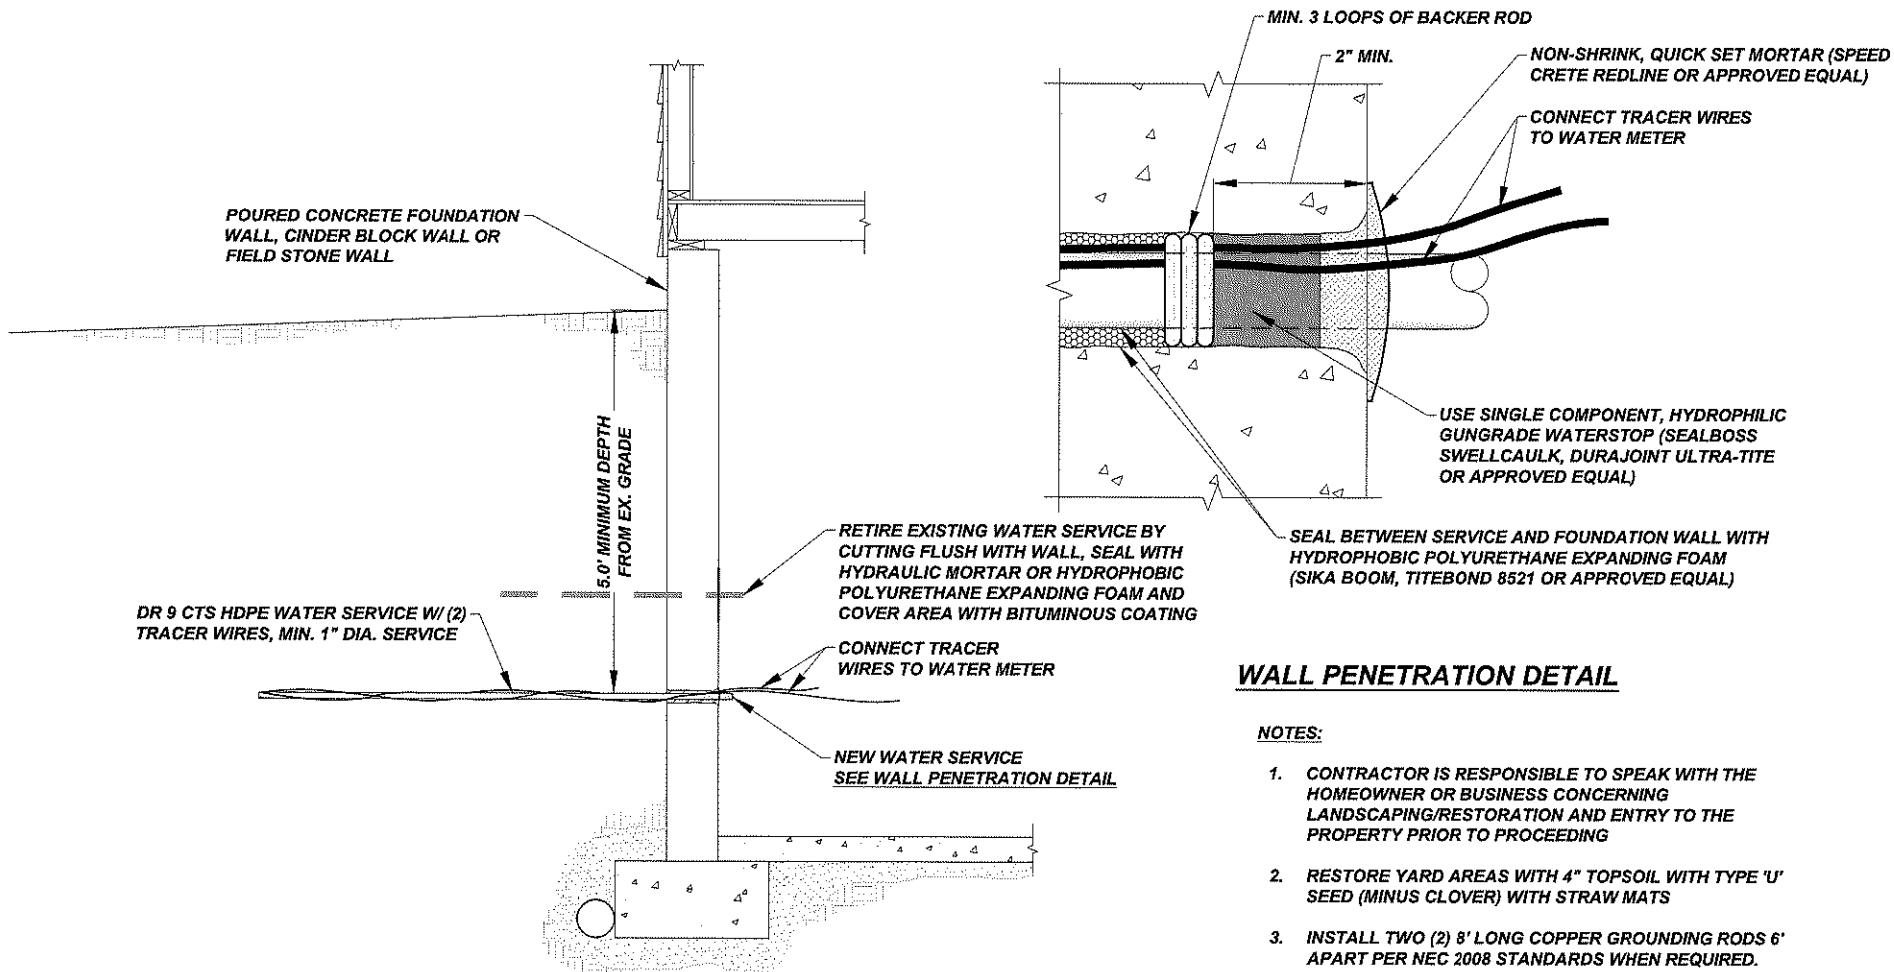 POURED CONCRETE FOUNDATION
WALL, CINDER BLOCK WALL OR
FIELD STONE WALL
5.0' MINIMUM DEPTH
FROM EX. GRADE
DR 9 CTS HDPE WATER SERVICE W/ (2)
TRACER WIRES, MIN. 1" DIA. SERVICE
RETIRE EXISTING WATER SERVICE BY
CUTTING FLUSH WITH WALL, SEAL WITH
HYDRAULIC MORTAR OR HYDROPHOBIC
POLYURETHANE EXPANDING FOAM AND
COVER AREA WITH BITUMINOUS COATING
CONNECT TRACER
WIRES TO WATER METER
NEW WATER SERVICE
SEE WALL PENETRATION DETAIL
MIN. 3 LOOPS OF BACKER ROD
2" MIN.
NON-SHRINK, QUICK SET MORTAR (SPEED
CRETE REDLINE OR APPROVED EQUAL)
CONNECT TRACER WIRES
TO WATER METER
USE SINGLE COMPONENT, HYDROPHILIC
GUNGRADE WATERSTOP (SEALBOSS
SWELLCAULK, DURAJOINT ULTRA-TITE
OR APPROVED EQUAL)
SEAL BETWEEN SERVICE AND FOUNDATION WALL WITH
HYDROPHOBIC POLYURETHANE EXPANDING FOAM
(SIKA BOOM, TITEBOND 8521 OR APPROVED EQUAL)
WALL PENETRATION DETAIL
NOTES:
1. CONTRACTOR IS RESPONSIBLE TO SPEAK WITH THE
HOMEOWNER OR BUSINESS CONCERNING
LANDSCAPING/RESTORATION AND ENTRY TO THE
PROPERTY PRIOR TO PROCEEDING
2. RESTORE YARD AREAS WITH 4" TOPSOIL WITH TYPE 'U'
SEED (MINUS CLOVER) WITH STRAW MATS
3. INSTALL TWO (2) 8' LONG COPPER GROUNDING RODS 6'
APART PER NEC 2008 STANDARDS WHEN REQUIRED.